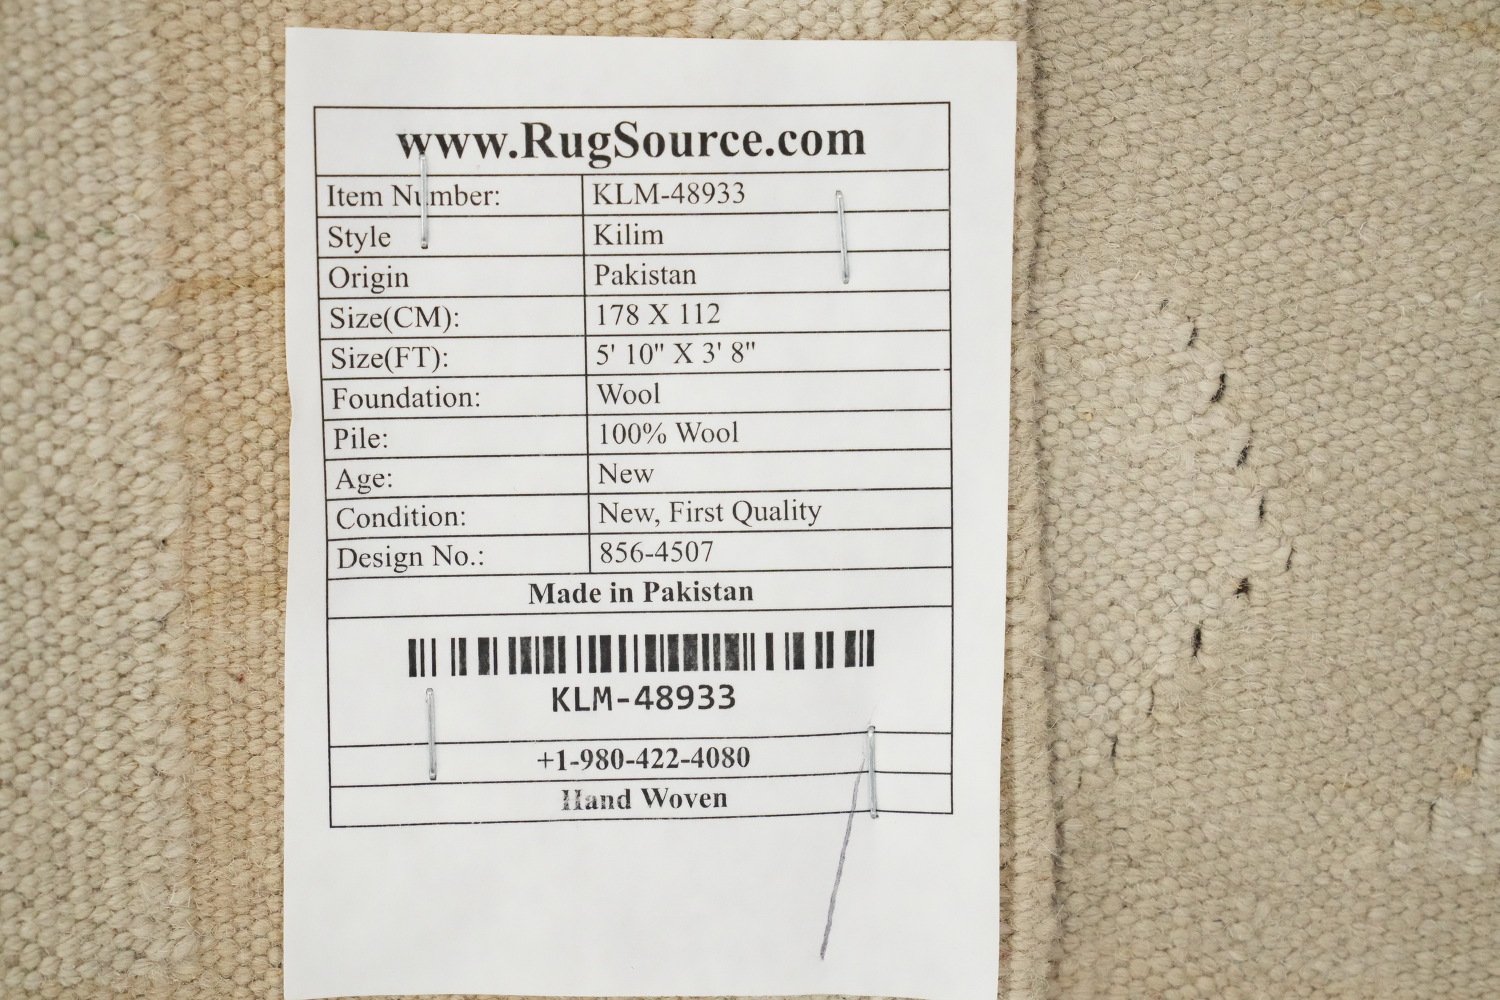 www.RugSource.com
Item Number: KLM-48933
Style Kilim
Origin Pakistan
Size(CM): 178 X 112
Size(FT): 5' 10" X 3' 8"
Foundation: Wool
Pile: 100% Wool
Age: New
Condition: New, First Quality
Design No.: 856-4507
Made in Pakistan
KLM-48933
+1-980-422-4080
Hand Woven